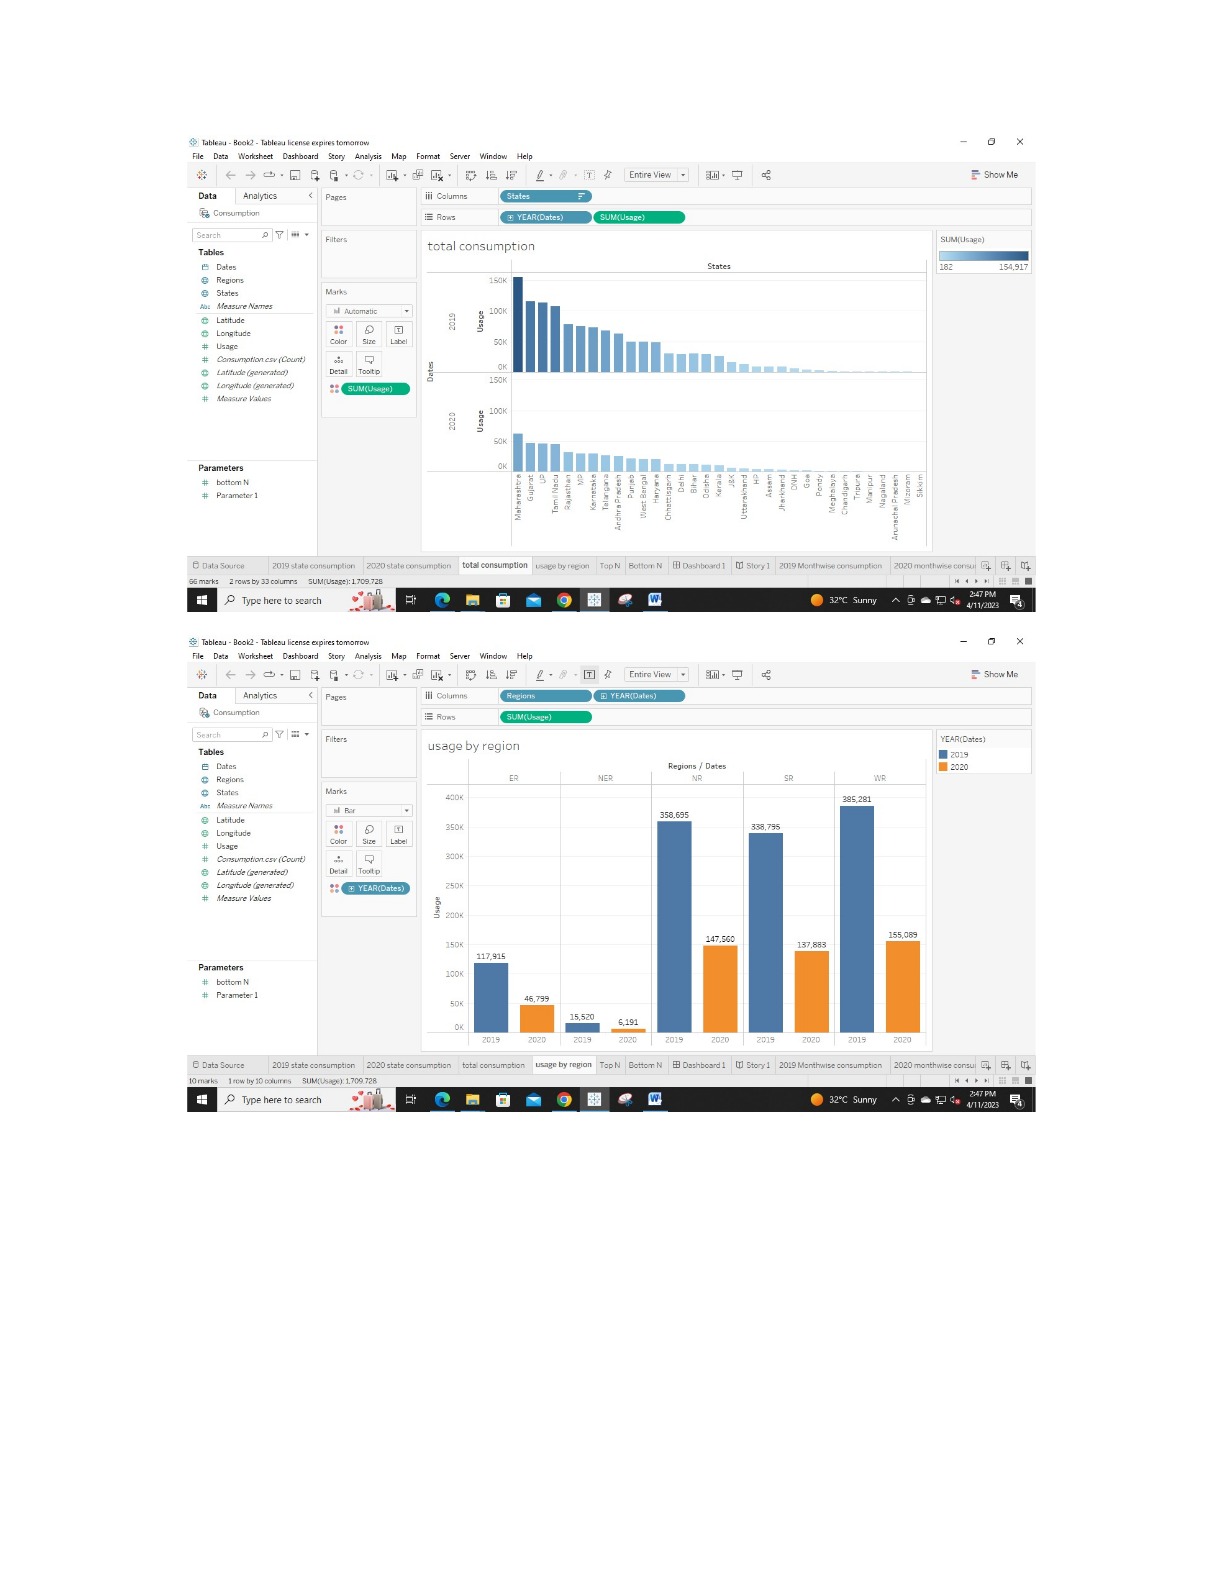 Tableau - Book2 - Tableau license expires tomorrow
File Data Worksheet Dashboard Story Analysis Map Format Server Window Help
Entire View
Show Me
Data Analytics
Pages
Columns States
Consumption
Rows YEAR(Dates) SUM(Usage)
Search
Filters
total consumption
SUM(Usage)
182 154,917
Tables
Dates
Regions
States
Abc Measure Names
Latitude
Longitude
Usage
Consumption.csv (Count)
Latitude (generated)
Longitude (generated)
Measure Values
Marks
Automatic
Color Size Label
Detail Tooltip
SUM(Usage)
Parameters
bottom N
Parameter 1
States
Dates
2019
Usage
150K
100K
50K
0K
2020
Usage
150K
100K
50K
0K
Maharashtra
Gujarat
UP
Tamil Nadu
Rajasthan
MP
Karnataka
Telangana
Andhra Pradesh
Punjab
West Bengal
Haryana
Chhattisgarh
Delhi
Bihar
Odisha
Kerala
J&K
Uttarakhand
HP
Assam
Jharkhand
DNH
Goa
Pondy
Meghalaya
Chandigarh
Tripura
Manipur
Nagaland
Arunachal Pradesh
Mizoram
Sikkim
Data Source 2019 state consumption 2020 state consumption total consumption usage by region Top N Bottom N Dashboard 1 Story 1 2019 Monthwise consumption 2020 monthwise consu
66 marks 2 rows by 33 columns SUM(Usage): 1,709,728
Type here to search
32°C Sunny
2:47 PM
4/11/2023
4
Tableau - Book2 - Tableau license expires tomorrow
File Data Worksheet Dashboard Story Analysis Map Format Server Window Help
Entire View
Show Me
Data Analytics
Pages
Columns Regions YEAR(Dates)
Consumption
Rows SUM(Usage)
Search
Filters
usage by region
YEAR(Dates)
2019
2020
Tables
Dates
Regions
States
Abc Measure Names
Latitude
Longitude
Usage
Consumption.csv (Count)
Latitude (generated)
Longitude (generated)
Measure Values
Marks
Bar
Color Size Label
Detail Tooltip
YEAR(Dates)
Parameters
bottom N
Parameter 1
Regions / Dates
ER NER NR SR WR
Usage
400K
350K
300K
250K
200K
150K
100K
50K
0K
117,915
46,799
15,520
6,191
358,695
147,560
338,795
137,883
385,281
155,089
2019 2020 2019 2020 2019 2020 2019 2020 2019 2020
Data Source 2019 state consumption 2020 state consumption total consumption usage by region Top N Bottom N Dashboard 1 Story 1 2019 Monthwise consumption 2020 monthwise consu
10 marks 1 row by 10 columns SUM(Usage): 1,709,728
Type here to search
32°C Sunny
2:47 PM
4/11/2023
4